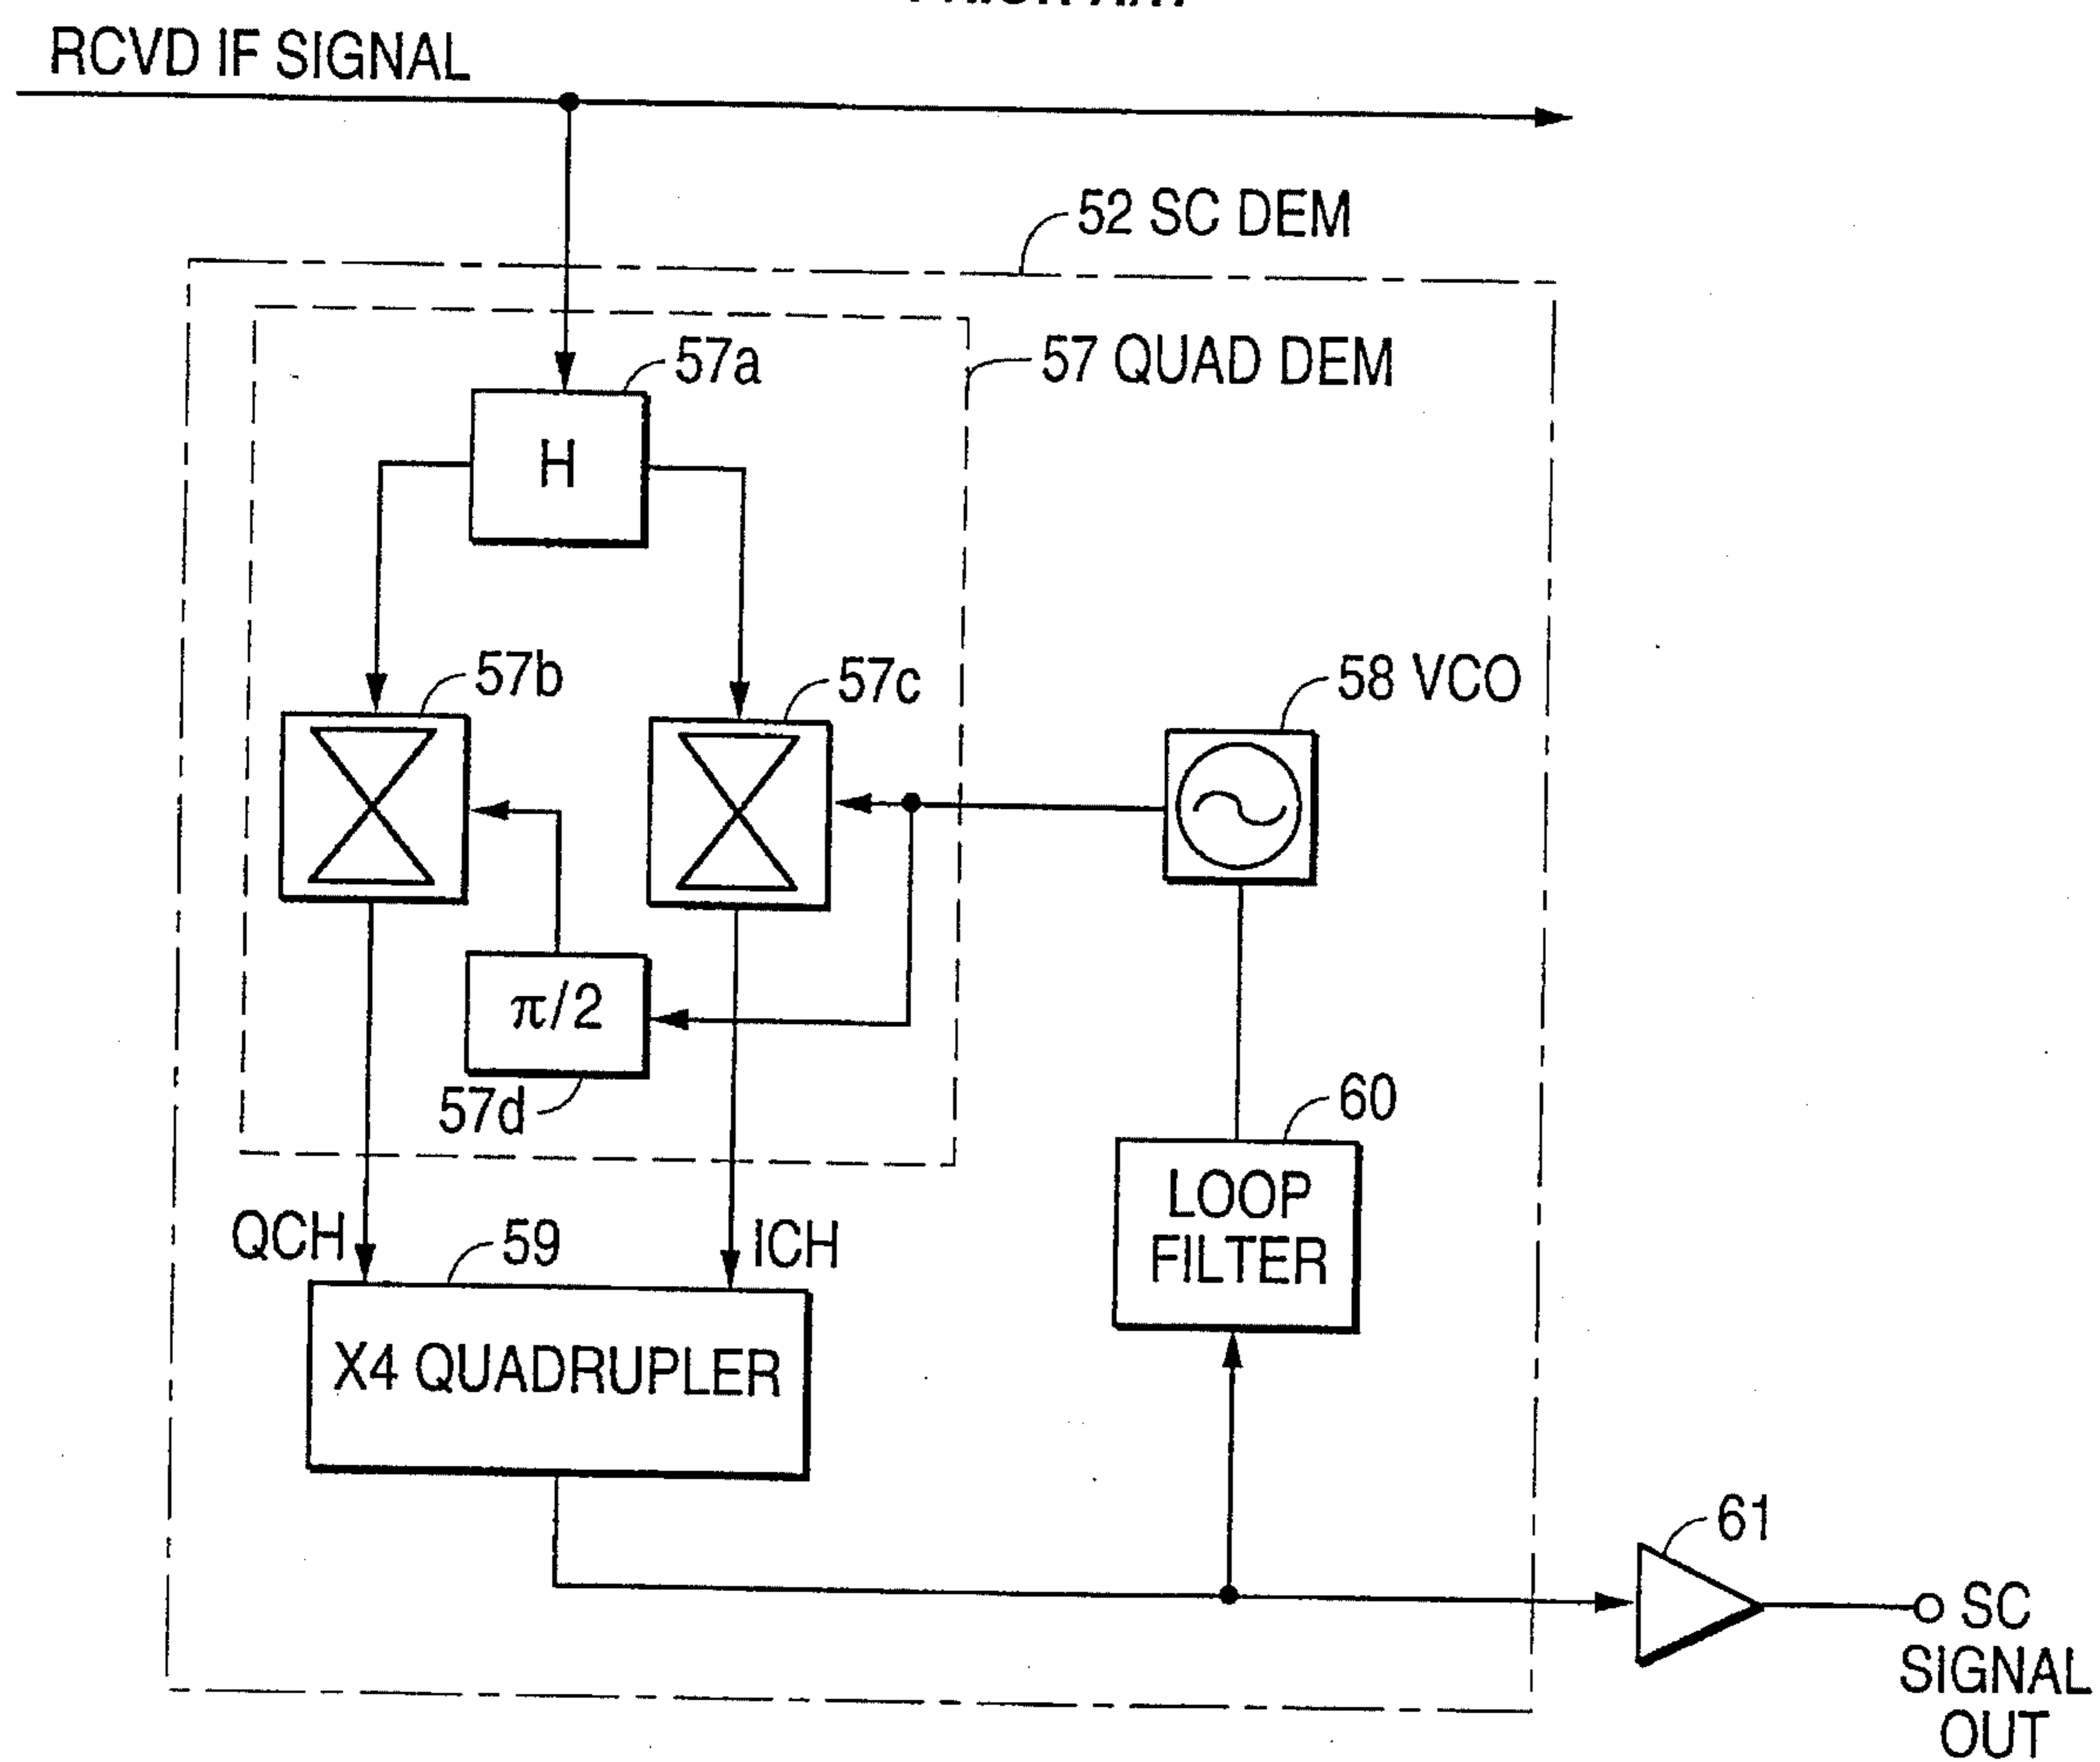 RCVD IF SIGNAL
52 SC DEM
57a
57 QUAD DEM
H
57b
57c
58 VCO
π/2
57d
60
LOOP
FILTER
QCH
59
ICH
X4 QUADRUPLER
61
SC
SIGNAL
OUT